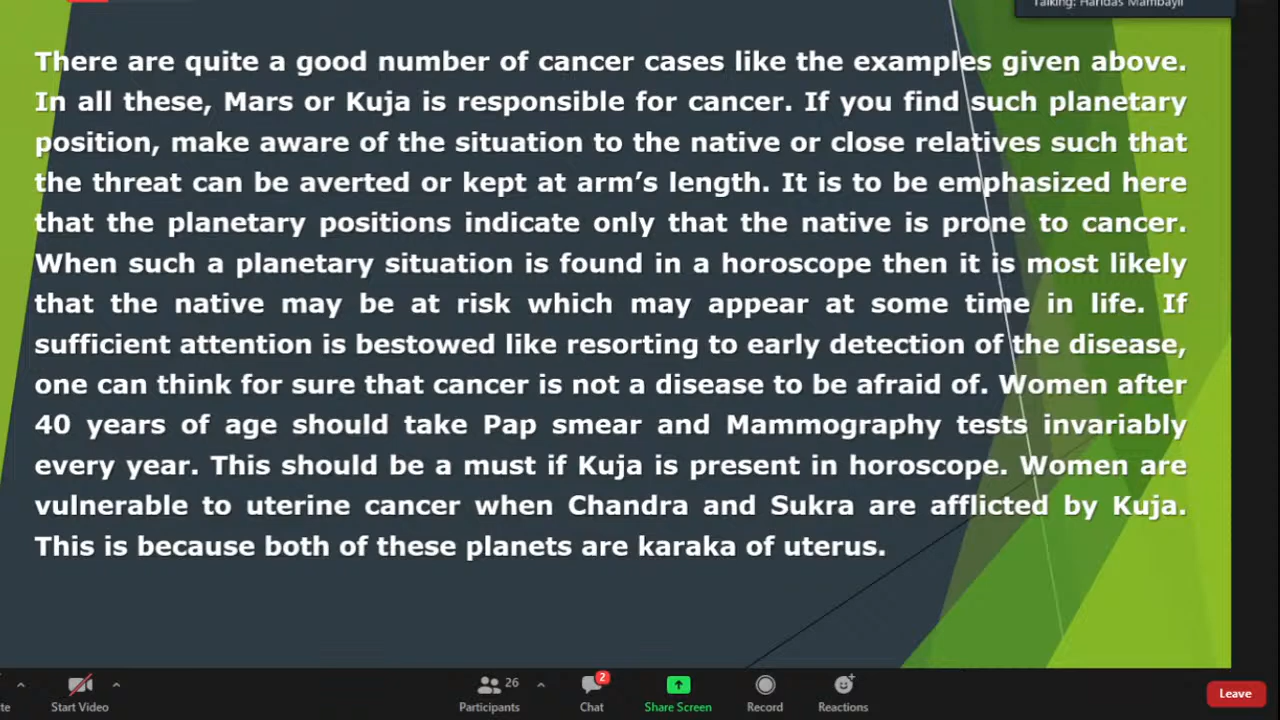 Talking: Haridas Mambayil
There are quite a good number of cancer cases like the examples given above.
In all these, Mars or Kuja is responsible for cancer. If you find such planetary
position, make aware of the situation to the native or close relatives such that
the threat can be averted or kept at arm’s length. It is to be emphasized here
that the planetary positions indicate only that the native is prone to cancer.
When such a planetary situation is found in a horoscope then it is most likely
that the native may be at risk which may appear at some time in life. If
sufficient attention is bestowed like resorting to early detection of the disease,
one can think for sure that cancer is not a disease to be afraid of. Women after
40 years of age should take Pap smear and Mammography tests invariably
every year. This should be a must if Kuja is present in horoscope. Women are
vulnerable to uterine cancer when Chandra and Sukra are afflicted by Kuja.
This is because both of these planets are karaka of uterus.
26
2
Leave
te
Start Video
Participants
Chat
Share Screen
Record
Reactions